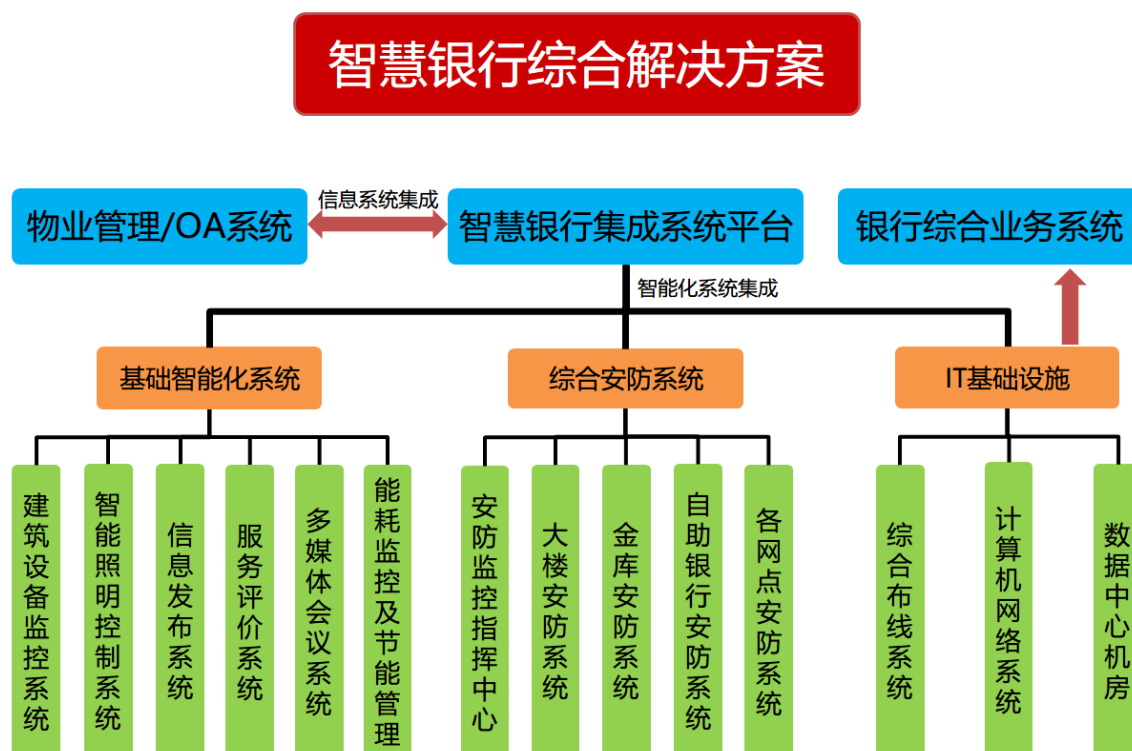 智慧银行综合解决方案
物业管理/OA系统
信息系统集成
智慧银行集成系统平台
银行综合业务系统
智能化系统集成
基础智能化系统
综合安防系统
IT基础设施
建筑设备监控系统
智能照明控制系统
信息发布系统
服务评价系统
多媒体会议系统
能耗监控及节能管理
安防监控指挥中心
大楼安防系统
金库安防系统
自助银行安防系统
各网点安防系统
综合布线系统
计算机网络系统
数据中心机房